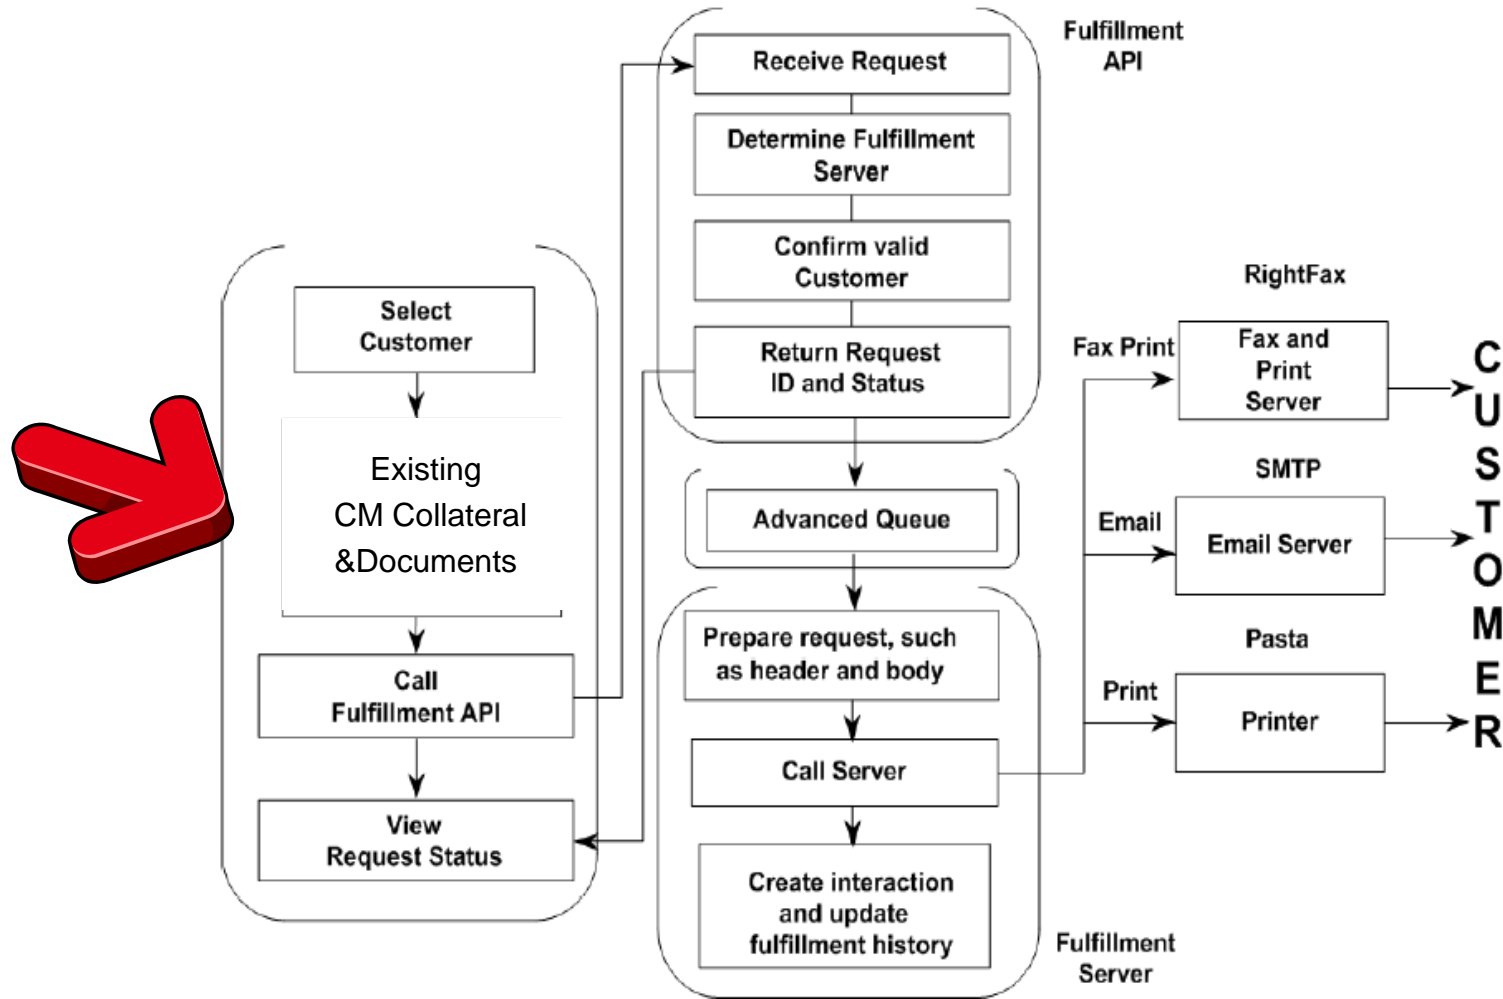 Fulfillment
API
Receive Request
Determine Fulfillment
Server
Confirm valid
Customer
Return Request
ID and Status
Select
Customer
Existing
CM Collateral
&Documents
Call
Fulfillment API
View
Request Status
Advanced Queue
Prepare request, such
as header and body
Call Server
Create interaction
and update
fulfillment history
Fulfillment
Server
RightFax
Fax Print
Fax and
Print
Server
SMTP
Email
Email Server
Pasta
Print
Printer
CUSTOMER